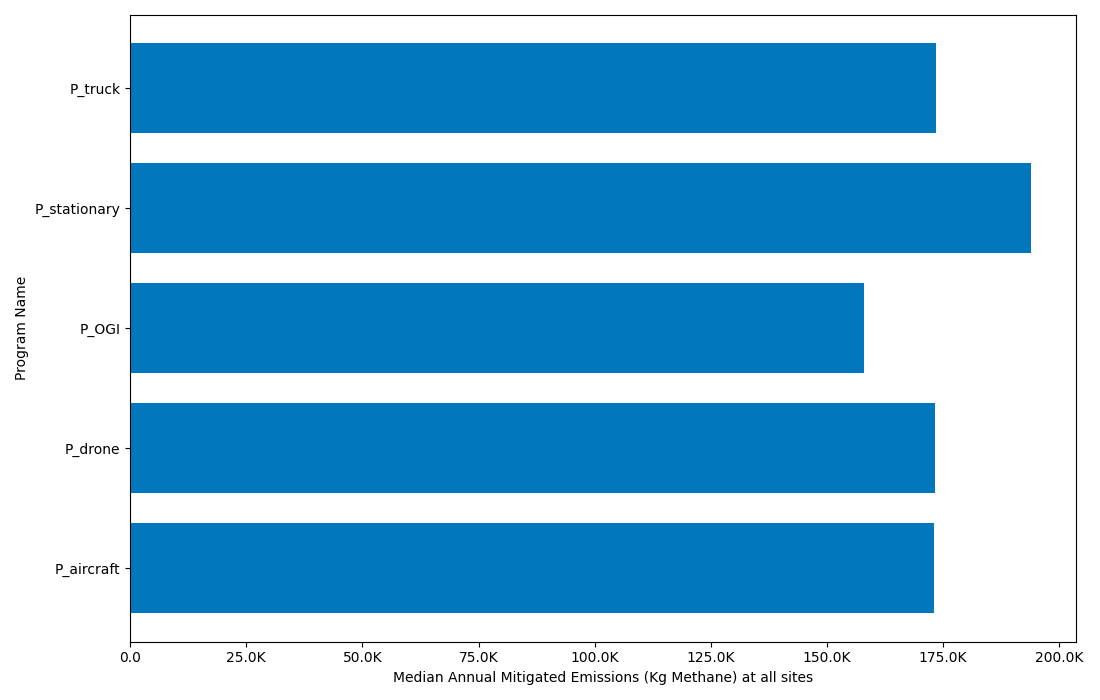 Program Name
P_truck
P_stationary
P_OGI
P_drone
P_aircraft
0.0 25.0K 50.0K 75.0K 100.0K 125.0K 150.0K 175.0K 200.0K
Median Annual Mitigated Emissions (Kg Methane) at all sites